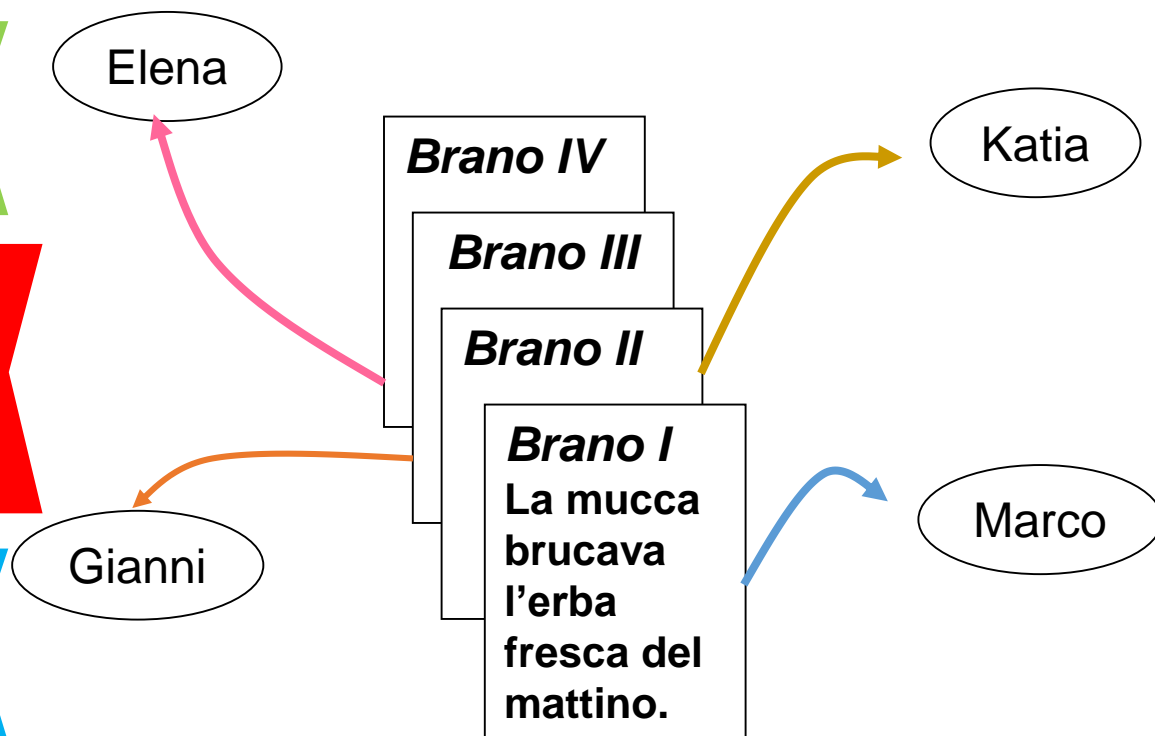 Elena
Katia
Brano IV
Brano III
Brano II
Brano I
La mucca
brucava
l’erba
fresca del
mattino.
Gianni
Marco